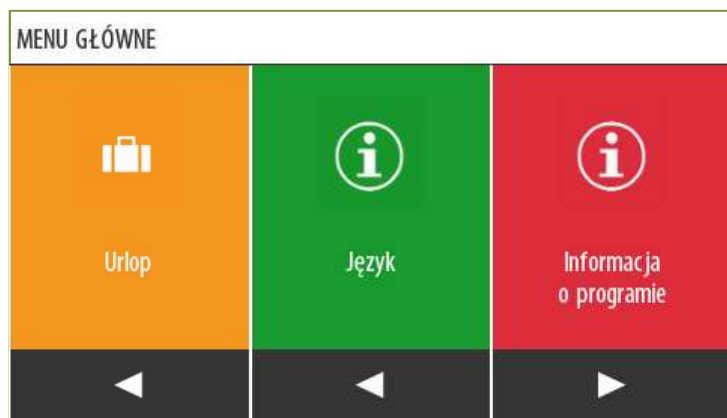 MENU GŁÓWNE
Urlop
Język
Informacja
o programie